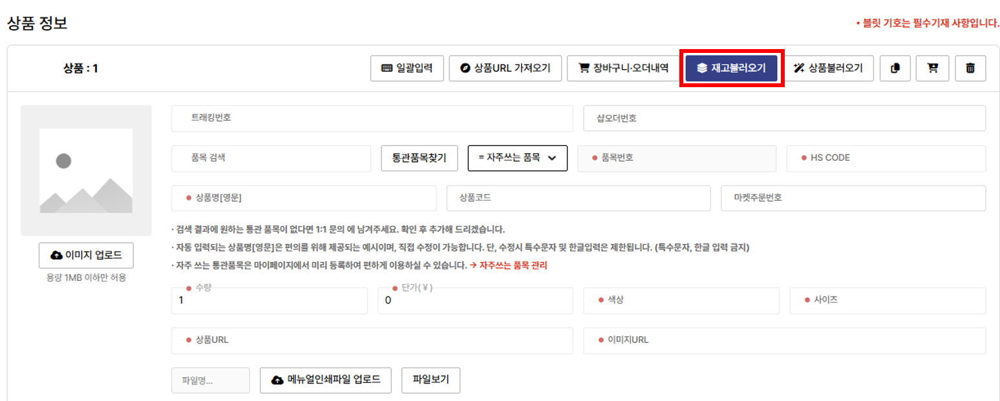 상품 정보
• 블릿 기호는 필수기재 사항입니다.
상품 : 1
일괄입력
상품URL 가져오기
장바구니·오더내역
재고불러오기
상품불러오기
트래킹번호
샵오더번호
품목 검색
통관품목찾기
= 자주쓰는 품목
● 품목번호
● HS CODE
● 상품명[영문]
상품코드
마켓주문번호
· 검색 결과에 원하는 통관 품목이 없다면 1:1 문의 에 남겨주세요. 확인 후 추가해 드리겠습니다.
· 자동 입력되는 상품명[영문]은 편의를 위해 제공되는 예시이며, 직접 수정이 가능합니다. 단, 수정시 특수문자 및 한글입력은 제한됩니다. (특수문자, 한글 입력 금지)
· 자주 쓰는 통관품목은 마이페이지에서 미리 등록하여 편하게 이용하실 수 있습니다. → 자주쓰는 품목 관리
이미지 업로드
용량 1MB 이하만 허용
● 수량
1
● 단가(¥)
0
● 색상
● 사이즈
● 상품URL
● 이미지URL
파일명...
메뉴얼인쇄파일 업로드
파일보기